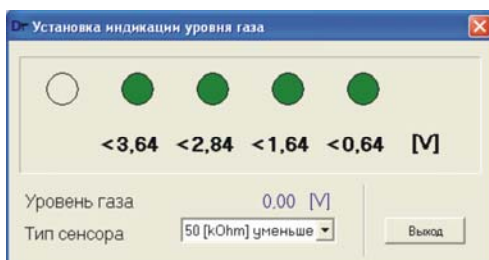 Dr Установка индикации уровня газа
<3,64 <2,84 <1,64 <0,64 [V]
Уровень газа 0.00 [V]
Тип сенсора 50 [kOhm] уменьше
Выход